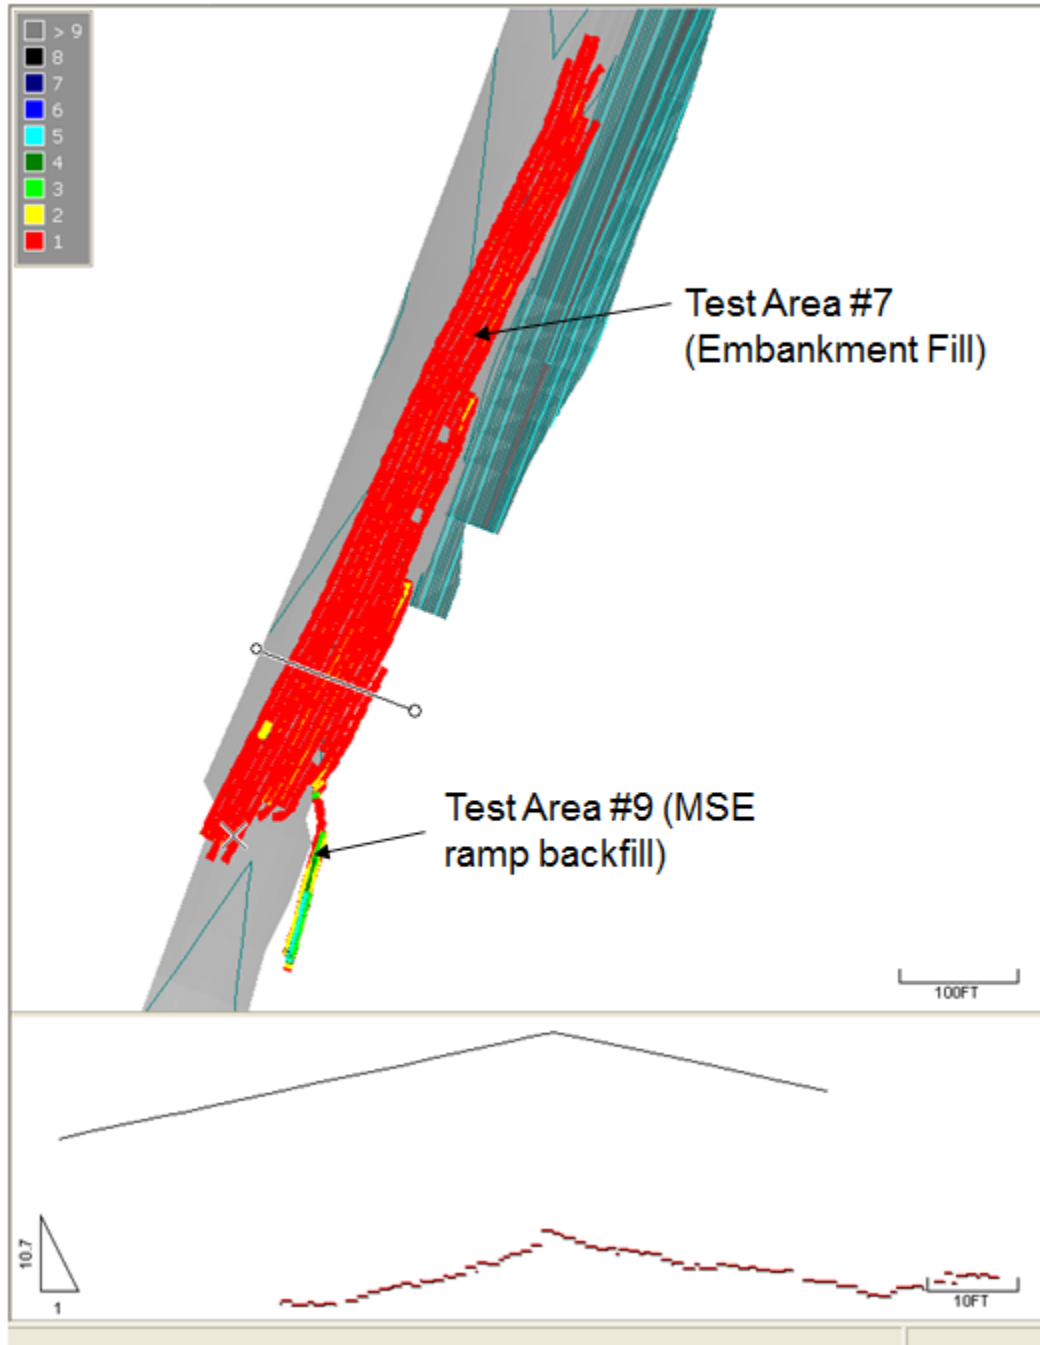 > 9
8
7
6
5
4
3
2
1
Test Area #7
(Embankment Fill)
Test Area #9 (MSE
ramp backfill)
100FT
10.7
1
10FT